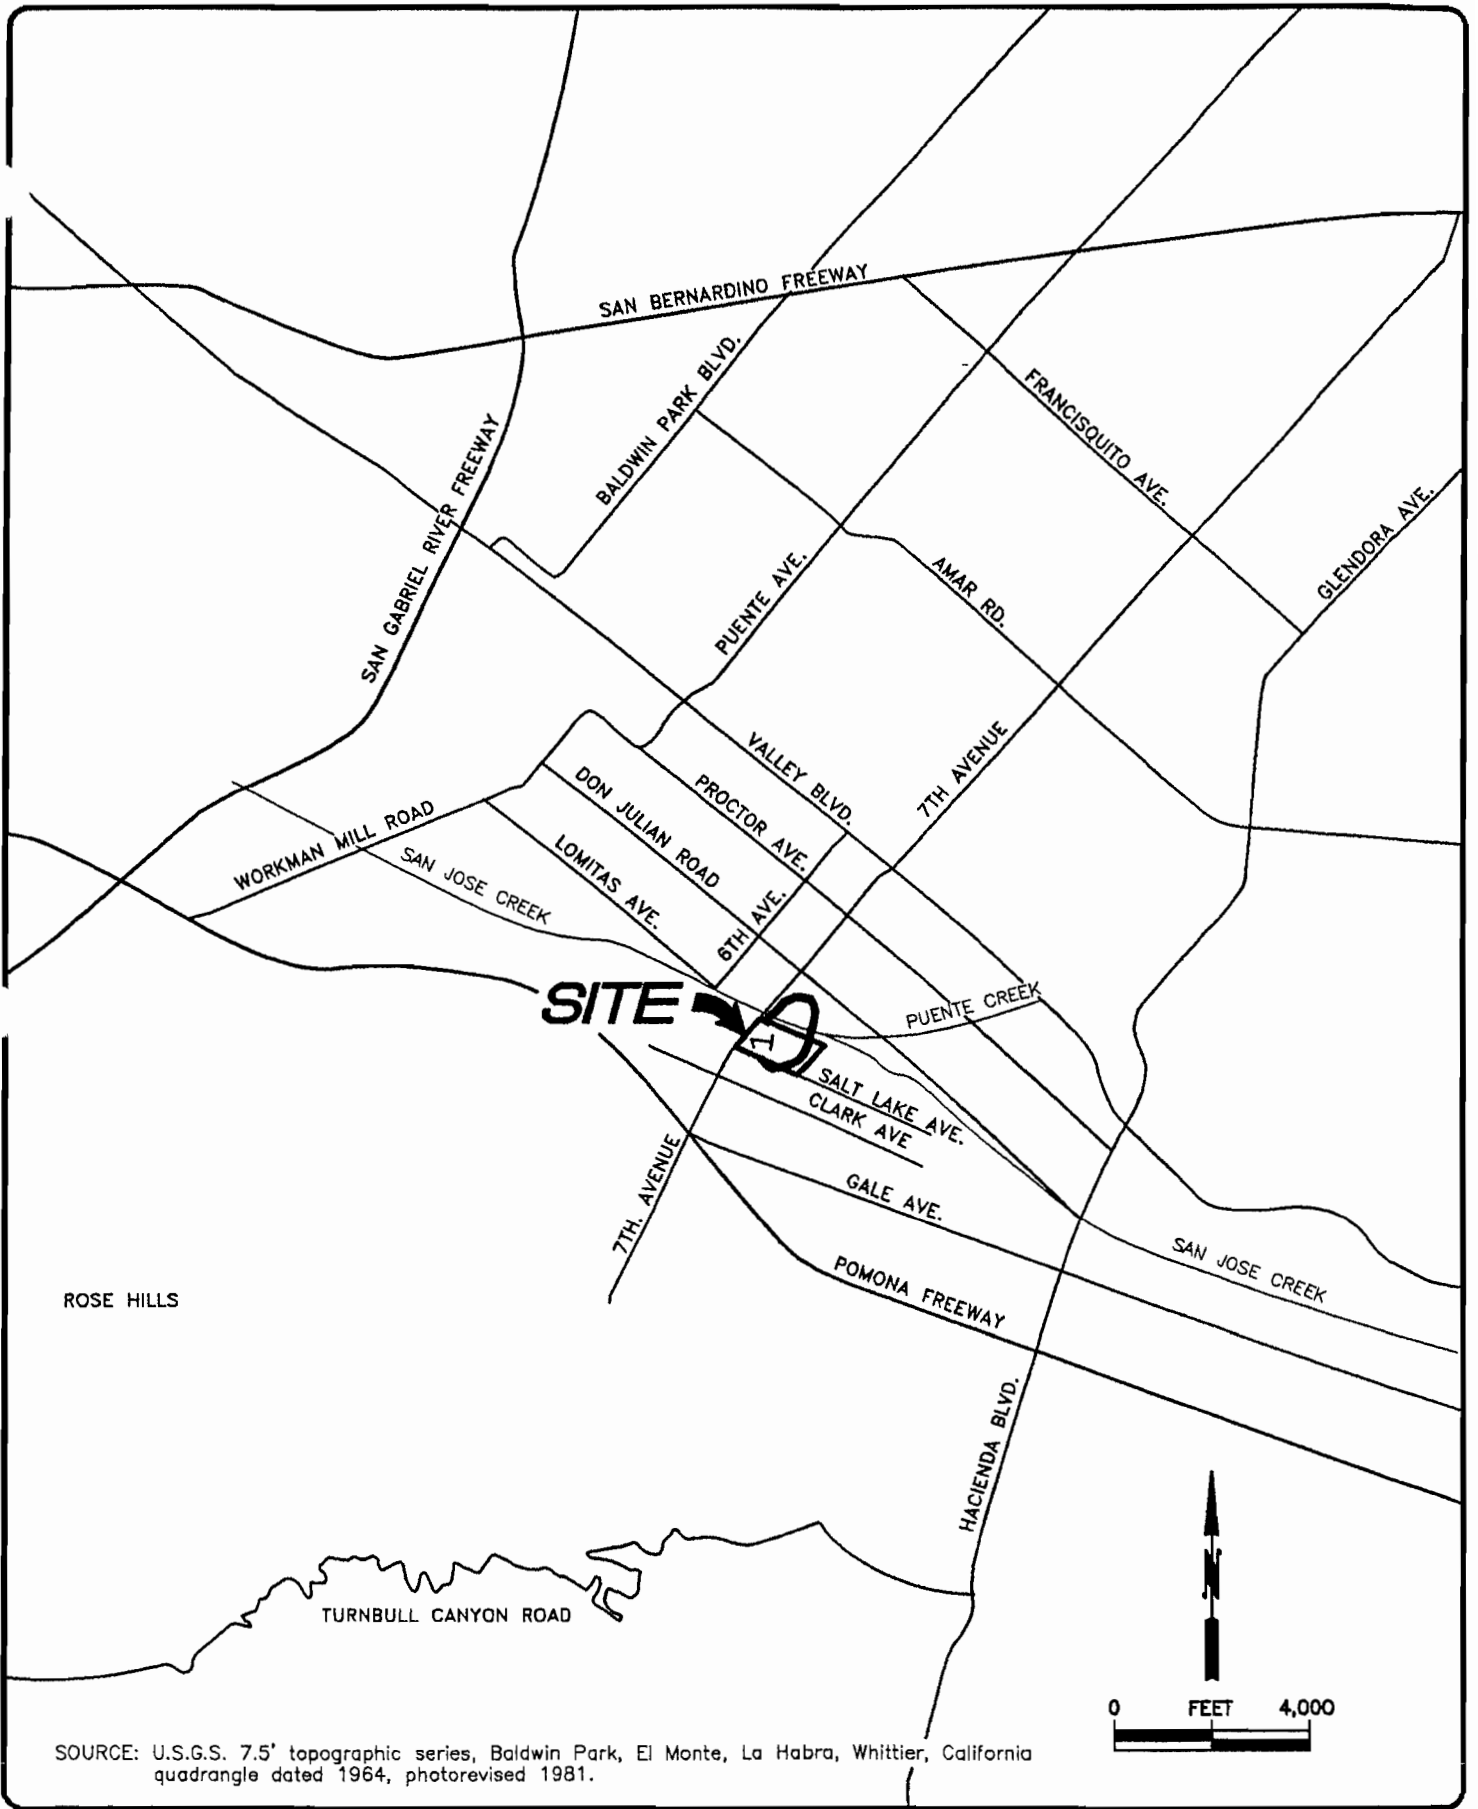 SAN BERNARDINO FREEWAY
BALDWIN PARK BLVD.
FRANCISQUITO AVE.
SAN GABRIEL RIVER FREEWAY
GLENDORA AVE.
PUENTE AVE.
AMAR RD.
VALLEY BLVD.
7TH AVENUE
PROCTOR AVE.
DON JULIAN ROAD
WORKMAN MILL ROAD
LOMITAS AVE.
SAN JOSE CREEK
6TH AVE.
SITE
1
PUENTE CREEK
SALT LAKE AVE.
CLARK AVE
7TH. AVENUE
GALE AVE.
SAN JOSE CREEK
POMONA FREEWAY
ROSE HILLS
HACIENDA BLVD.
N
TURNBULL CANYON ROAD
0 FEET 4,000
SOURCE: U.S.G.S. 7.5' topographic series, Baldwin Park, El Monte, La Habra, Whittier, California
quadrangle dated 1964, photorevised 1981.